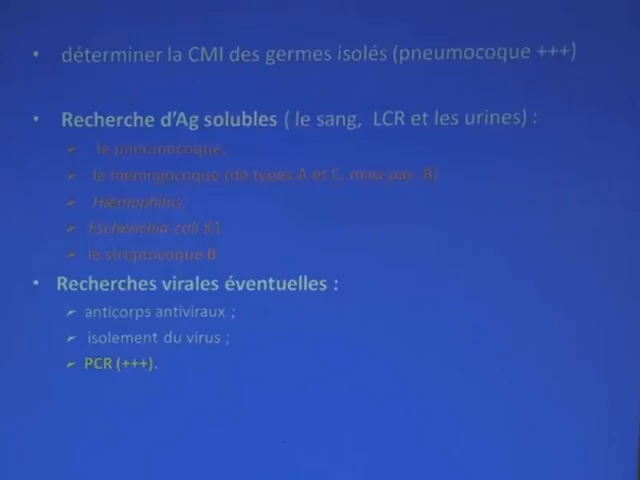 • déterminer la CMI des germes isolés (pneumocoque +++)
• Recherche d'Ag solubles ( le sang, LCR et les urines) :
➤ le pneumocoque,
➤ le méningocoque (de types A et C, mais pas B)
➤ Hæmophilus,
➤ Escherichia coli K1
➤ le streptocoque B
• Recherches virales éventuelles :
➤ anticorps antiviraux ;
➤ isolement du virus ;
➤ PCR (+++).